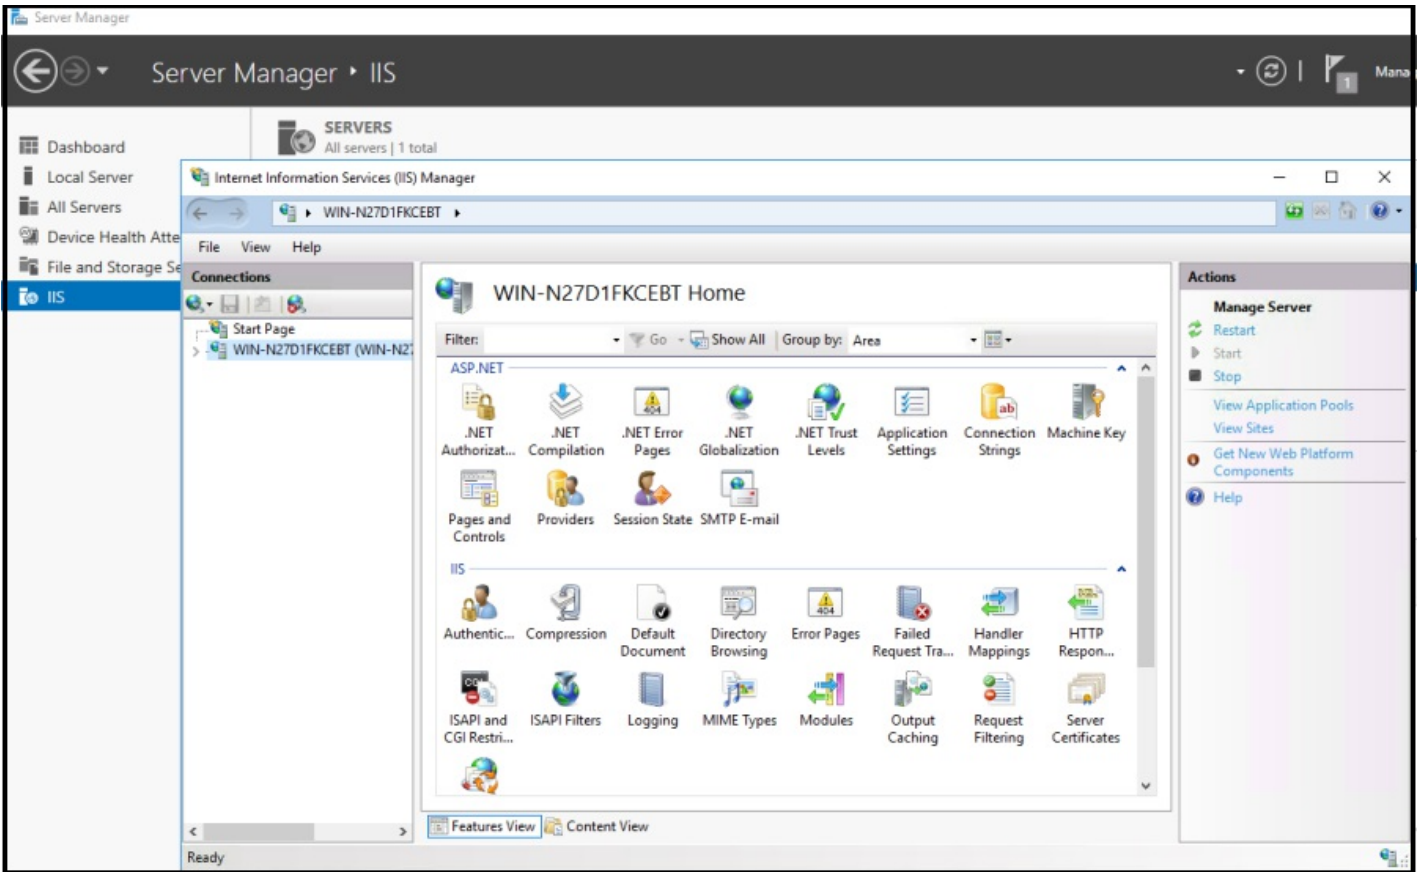 Server Manager
Server Manager ‣ IIS
1
Mana
Dashboard
Local Server
All Servers
Device Health Atte
File and Storage Se
IIS
SERVERS
All servers | 1 total
Internet Information Services (IIS) Manager
WIN-N27D1FKCEBT
File View Help
Connections
Start Page
WIN-N27D1FKCEBT (WIN-N27
WIN-N27D1FKCEBT Home
Filter: Go Show All Group by: Area
ASP.NET
.NET Authorizat...
.NET Compilation
.NET Error Pages
.NET Globalization
.NET Trust Levels
Application Settings
Connection Strings
Machine Key
Pages and Controls
Providers
Session State
SMTP E-mail
IIS
Authentic...
Compression
Default Document
Directory Browsing
Error Pages
Failed Request Tra...
Handler Mappings
HTTP Respon...
ISAPI and CGI Restri...
ISAPI Filters
Logging
MIME Types
Modules
Output Caching
Request Filtering
Server Certificates
Features View
Content View
Ready
Actions
Manage Server
Restart
Start
Stop
View Application Pools
View Sites
Get New Web Platform
Components
Help